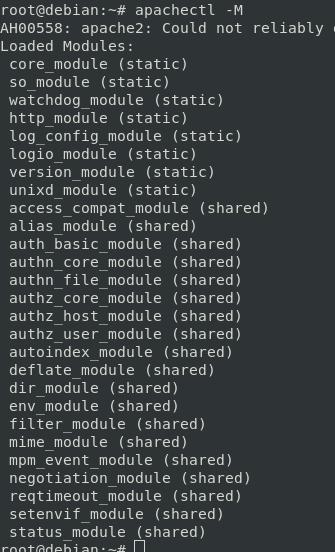 root@debian:~# apachectl -M
AH00558: apache2: Could not reliably
Loaded Modules:
core_module (static)
so_module (static)
watchdog_module (static)
http_module (static)
log_config_module (static)
logio_module (static)
version_module (static)
unixd_module (static)
access_compat_module (shared)
alias_module (shared)
auth_basic_module (shared)
authn_core_module (shared)
authn_file_module (shared)
authz_core_module (shared)
authz_host_module (shared)
authz_user_module (shared)
autoindex_module (shared)
deflate_module (shared)
dir_module (shared)
env_module (shared)
filter_module (shared)
mime_module (shared)
mpm_event_module (shared)
negotiation_module (shared)
reqtimeout_module (shared)
setenvif_module (shared)
status_module (shared)
root@debian:~#